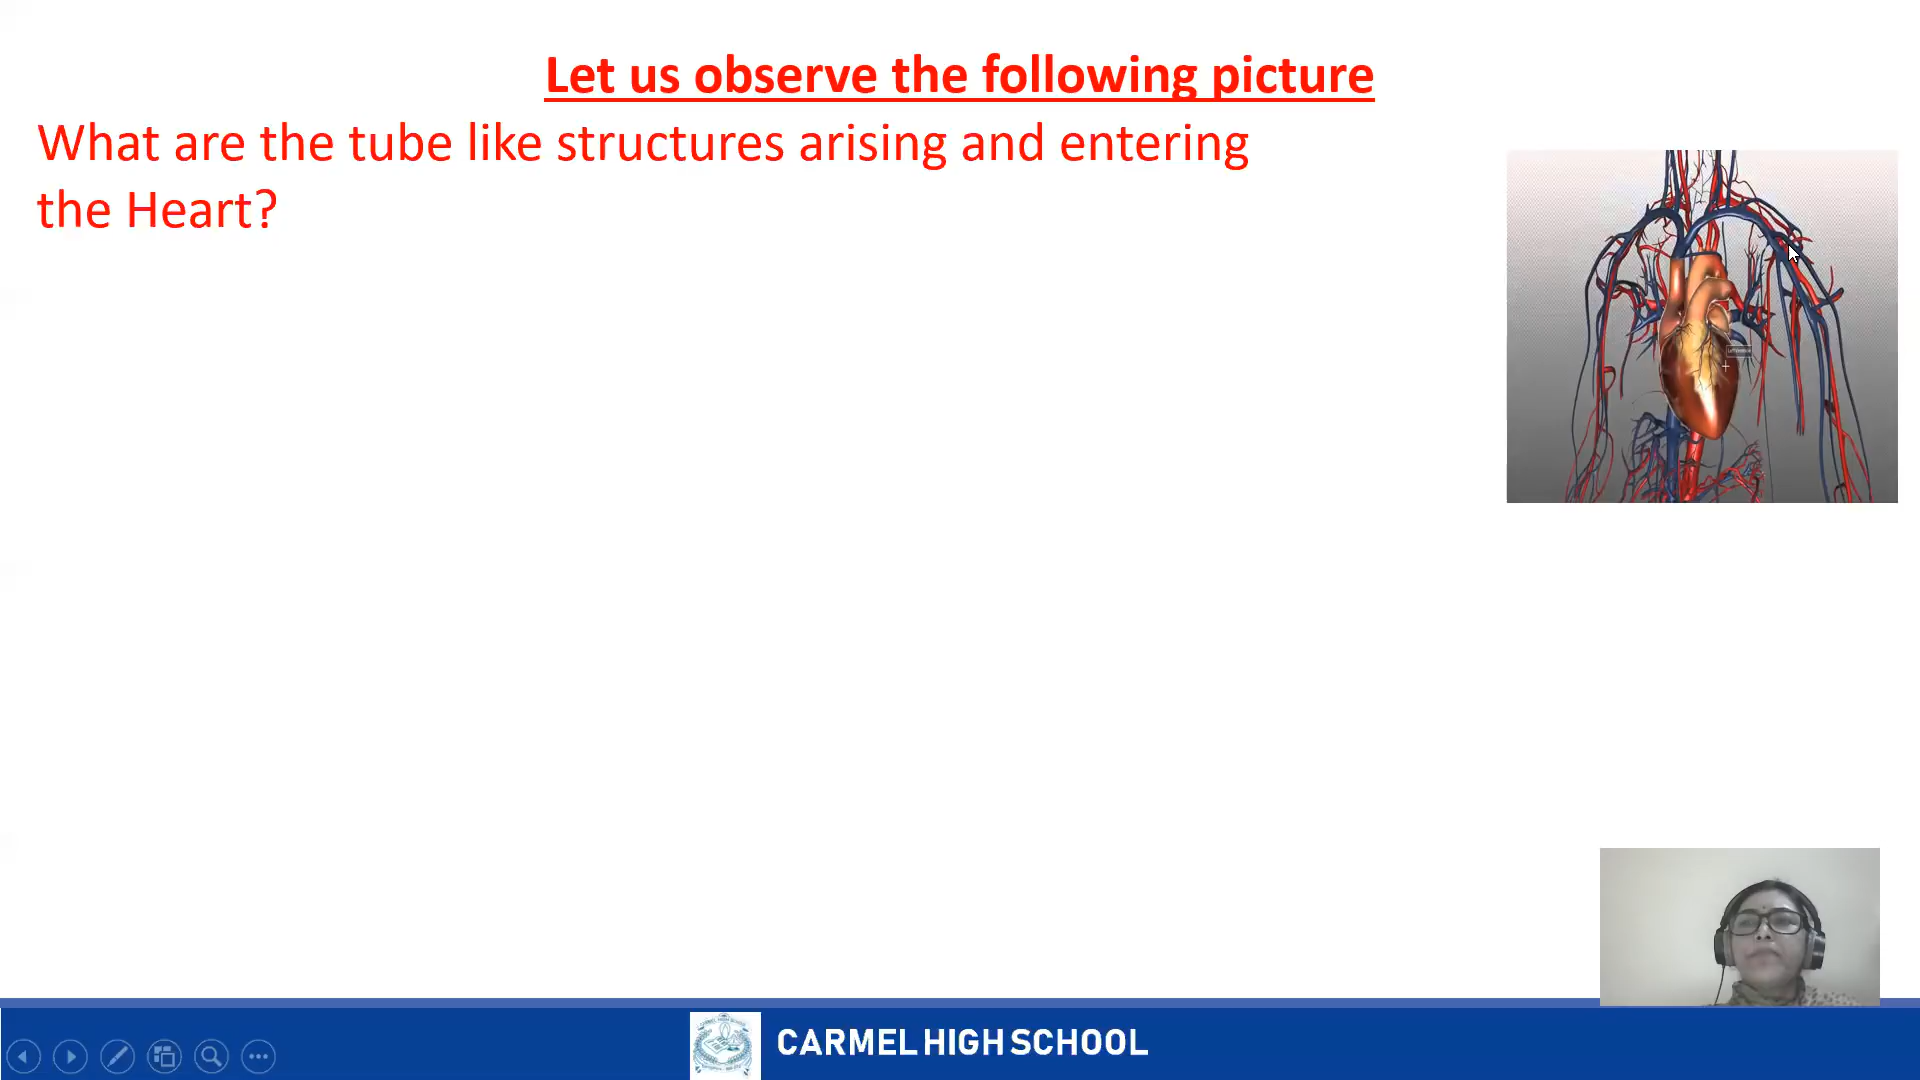 Let us observe the following picture
What are the tube like structures arising and entering
the Heart?
CARMEL HIGH SCHOOL